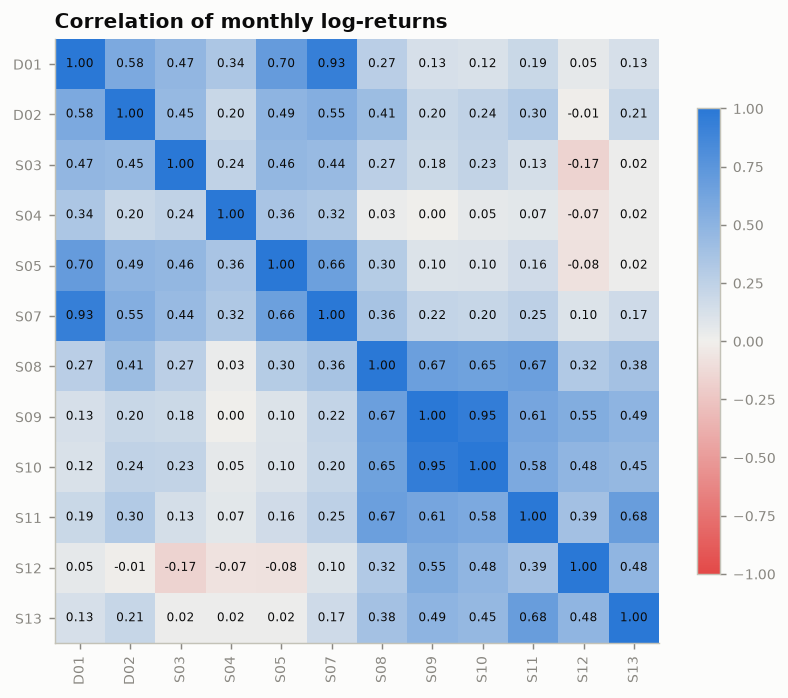 Correlation of monthly log-returns
D01 1.00 0.58 0.47 0.34 0.70 0.93 0.27 0.13 0.12 0.19 0.05 0.13
D02 0.58 1.00 0.45 0.20 0.49 0.55 0.41 0.20 0.24 0.30 -0.01 0.21
S03 0.47 0.45 1.00 0.24 0.46 0.44 0.27 0.18 0.23 0.13 -0.17 0.02
S04 0.34 0.20 0.24 1.00 0.36 0.32 0.03 0.00 0.05 0.07 -0.07 0.02
S05 0.70 0.49 0.46 0.36 1.00 0.66 0.30 0.10 0.10 0.16 -0.08 0.02
S07 0.93 0.55 0.44 0.32 0.66 1.00 0.36 0.22 0.20 0.25 0.10 0.17
S08 0.27 0.41 0.27 0.03 0.30 0.36 1.00 0.67 0.65 0.67 0.32 0.38
S09 0.13 0.20 0.18 0.00 0.10 0.22 0.67 1.00 0.95 0.61 0.55 0.49
S10 0.12 0.24 0.23 0.05 0.10 0.20 0.65 0.95 1.00 0.58 0.48 0.45
S11 0.19 0.30 0.13 0.07 0.16 0.25 0.67 0.61 0.58 1.00 0.39 0.68
S12 0.05 -0.01 -0.17 -0.07 -0.08 0.10 0.32 0.55 0.48 0.39 1.00 0.48
S13 0.13 0.21 0.02 0.02 0.02 0.17 0.38 0.49 0.45 0.68 0.48 1.00
D01 D02 S03 S04 S05 S07 S08 S09 S10 S11 S12 S13
1.00
0.75
0.50
0.25
0.00
−0.25
−0.50
−0.75
−1.00